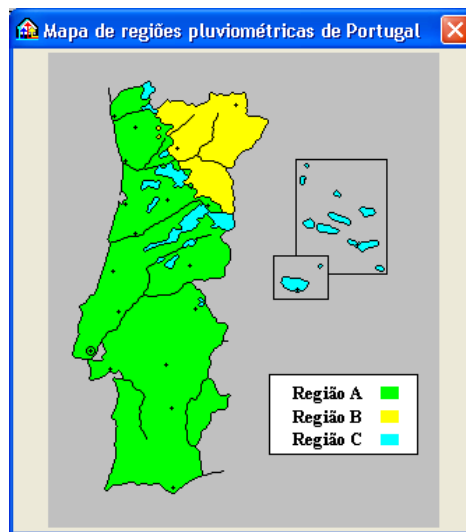 Mapa de regiões pluviométricas de Portugal
Região A
Região B
Região C